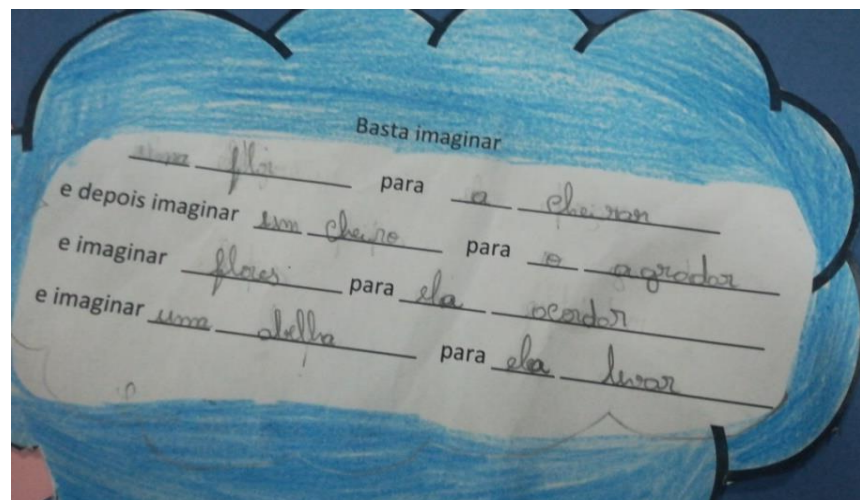 Basta imaginar
uma flor para a cheirar
e depois imaginar um cheiro para o agradar
e imaginar flores para ela acordar
e imaginar uma abelha para ela